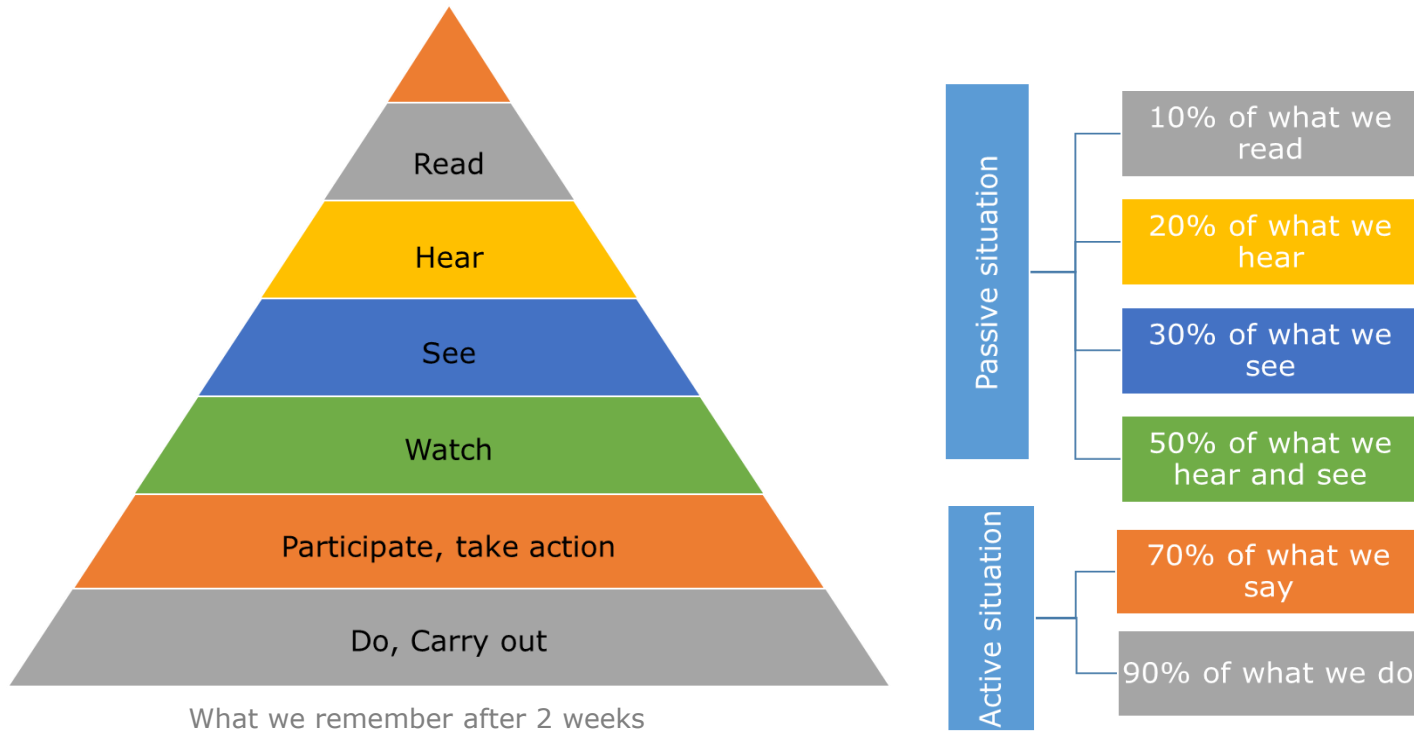 Read
Hear
See
Watch
Participate, take action
Do, Carry out
What we remember after 2 weeks
Passive situation
10% of what we
read
20% of what we
hear
30% of what we
see
50% of what we
hear and see
Active situation
70% of what we
say
90% of what we do